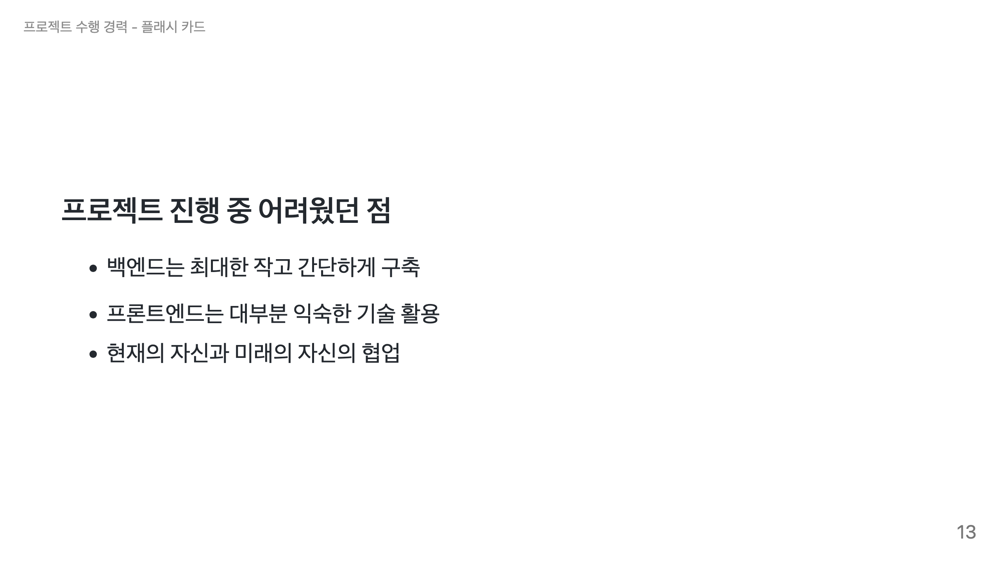 프로젝트 수행 경력 - 플래시 카드
프로젝트 진행 중 어려웠던 점
• 백엔드는 최대한 작고 간단하게 구축
• 프론트엔드는 대부분 익숙한 기술 활용
• 현재의 자신과 미래의 자신의 협업
13